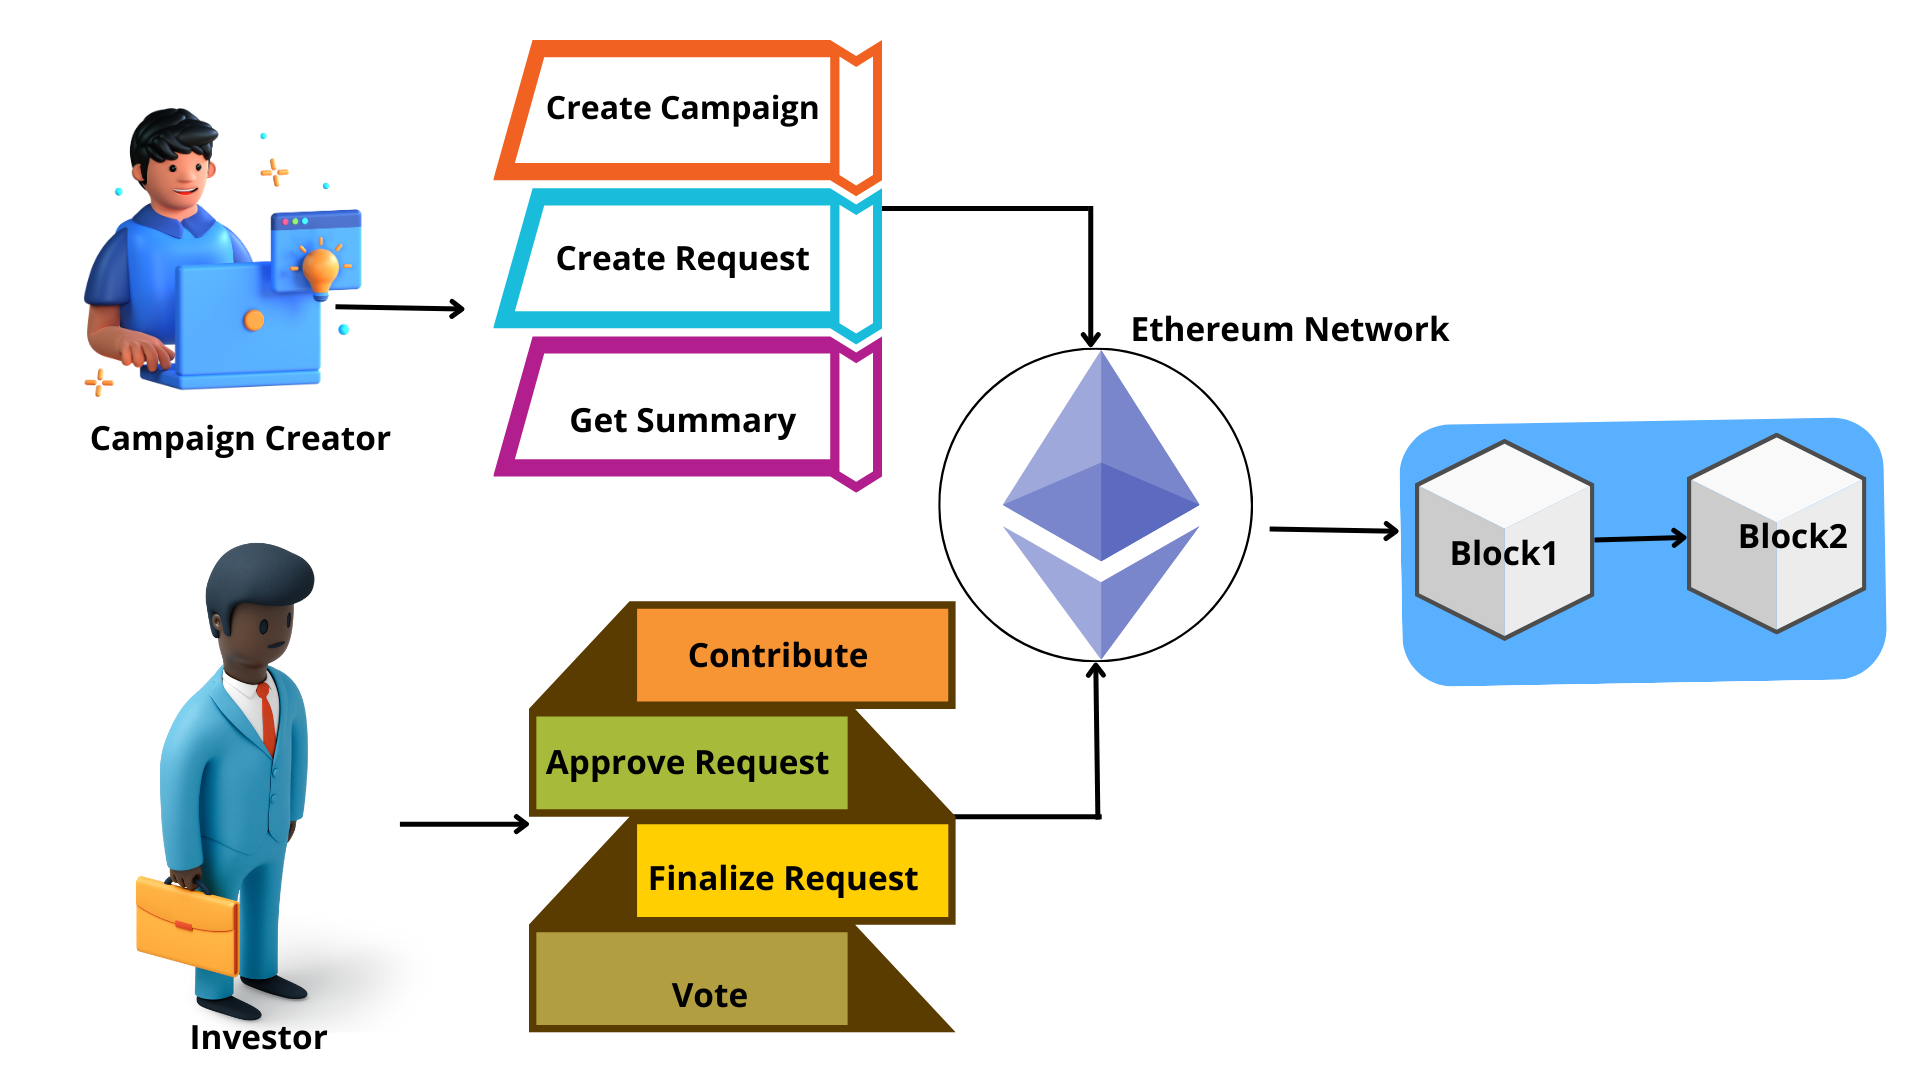 Create Campaign
Create Request
Get Summary
Campaign Creator
Ethereum Network
Block1
Block2
Contribute
Approve Request
Finalize Request
Vote
Investor